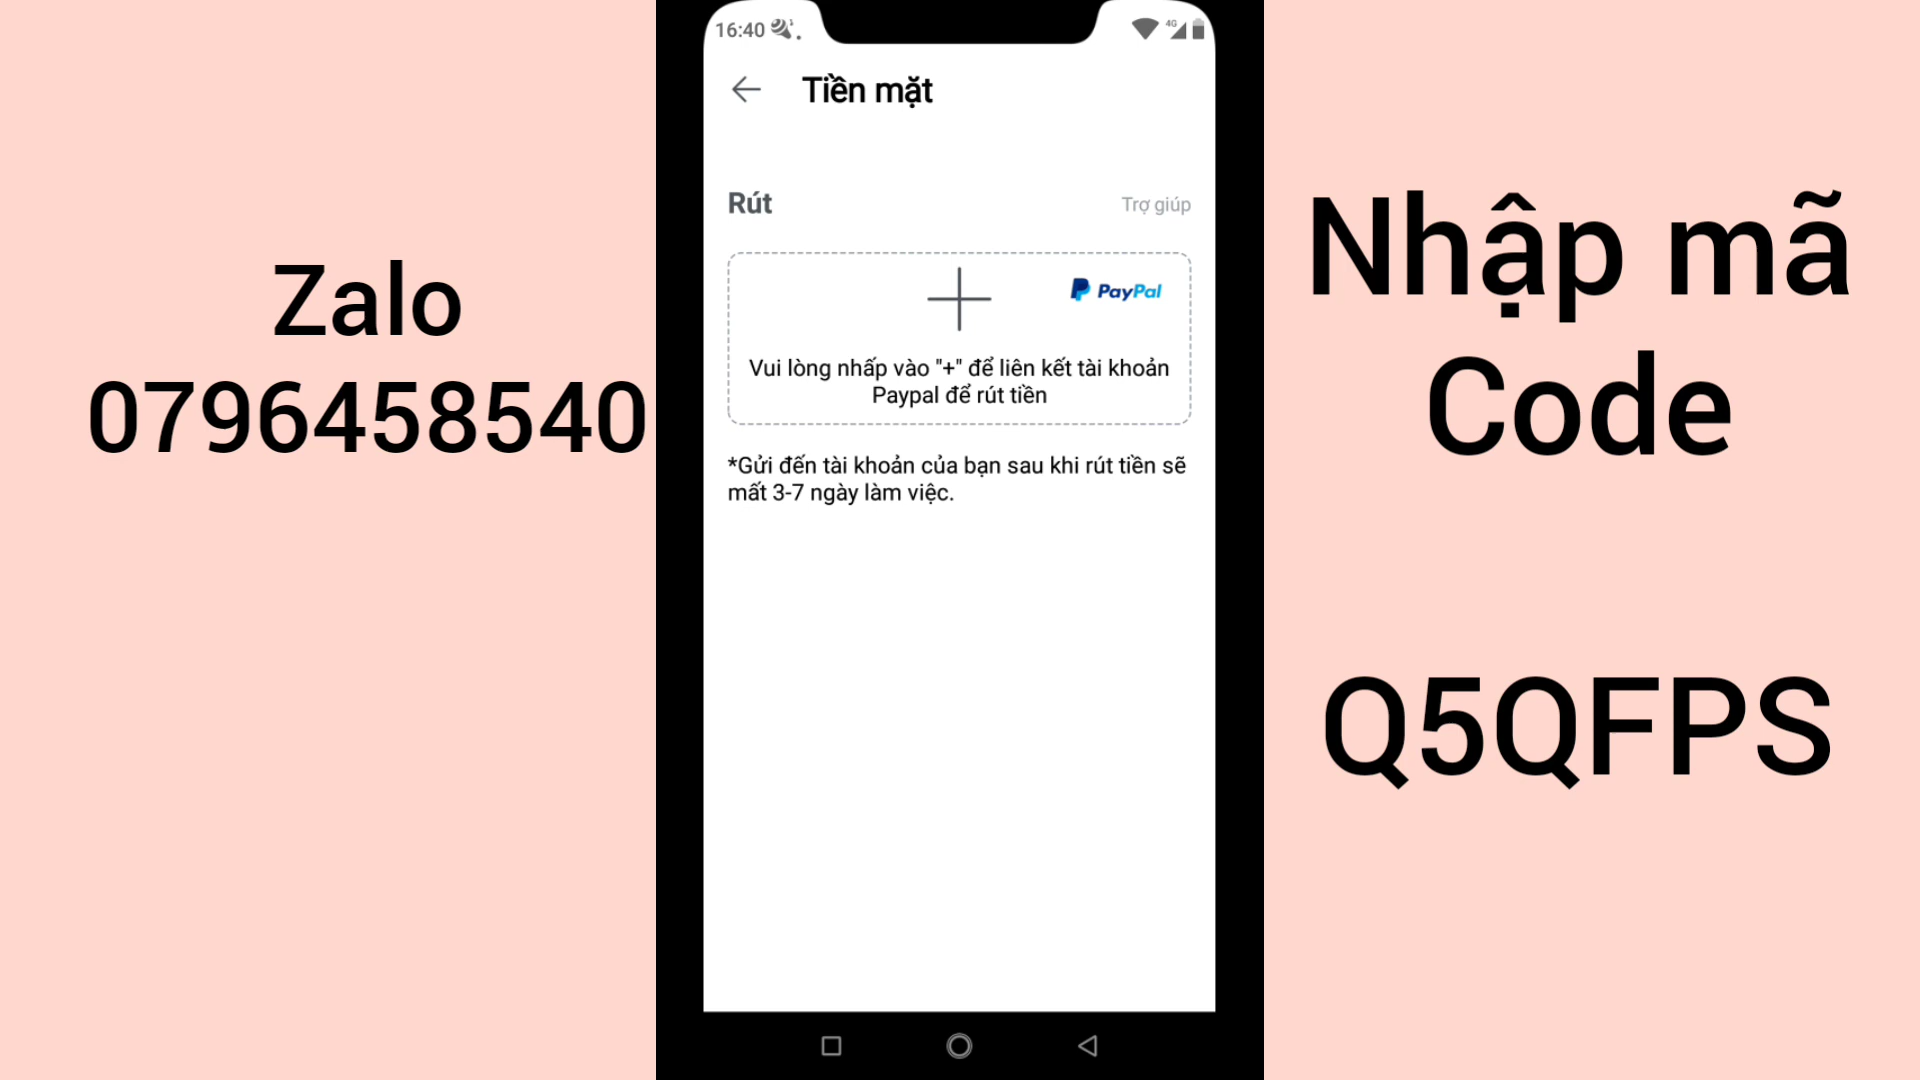 Zalo
0796458540
16:40
4G
Tiền mặt
Rút
Trợ giúp
PayPal
Vui lòng nhấp vào "+" để liên kết tài khoản
Paypal để rút tiền
*Gửi đến tài khoản của bạn sau khi rút tiền sẽ
mất 3-7 ngày làm việc.
Nhập mã
Code
Q5QFPS